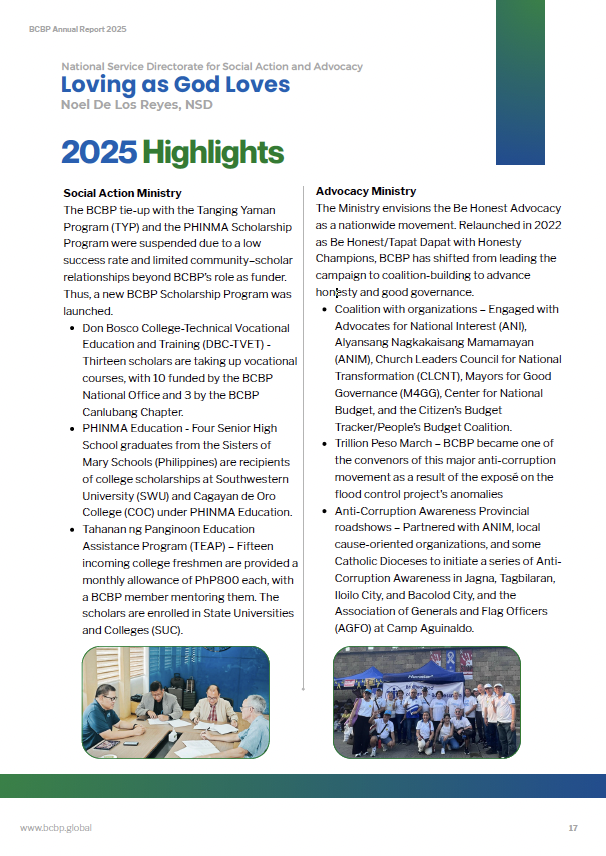 BCBP Annual Report 2025
National Service Directorate for Social Action and Advocacy
Loving as God Loves
Noel De Los Reyes, NSD
2025 Highlights
Social Action Ministry
The BCBP tie-up with the Tanging Yaman
Program (TYP) and the PHINMA Scholarship
Program were suspended due to a low
success rate and limited community–scholar
relationships beyond BCBP's role as funder.
Thus, a new BCBP Scholarship Program was
launched.
• Don Bosco College-Technical Vocational
Education and Training (DBC-TVET) -
Thirteen scholars are taking up vocational
courses, with 10 funded by the BCBP
National Office and 3 by the BCBP
Canlubang Chapter.
• PHINMA Education - Four Senior High
School graduates from the Sisters of
Mary Schools (Philippines) are recipients
of college scholarships at Southwestern
University (SWU) and Cagayan de Oro
College (COC) under PHINMA Education.
• Tahanan ng Panginoon Education
Assistance Program (TEAP) – Fifteen
incoming college freshmen are provided a
monthly allowance of PhP800 each, with
a BCBP member mentoring them. The
scholars are enrolled in State Universities
and Colleges (SUC).
Advocacy Ministry
The Ministry envisions the Be Honest Advocacy
as a nationwide movement. Relaunched in 2022
as Be Honest/Tapat Dapat with Honesty
Champions, BCBP has shifted from leading the
campaign to coalition-building to advance
honesty and good governance.
• Coalition with organizations – Engaged with
Advocates for National Interest (ANI),
Alyansang Nagkakaisang Mamamayan
(ANIM), Church Leaders Council for National
Transformation (CLCNT), Mayors for Good
Governance (M4GG), Center for National
Budget, and the Citizen's Budget
Tracker/People's Budget Coalition.
• Trillion Peso March – BCBP became one of
the convenors of this major anti-corruption
movement as a result of the exposé on the
flood control project's anomalies
• Anti-Corruption Awareness Provincial
roadshows – Partnered with ANIM, local
cause-oriented organizations, and some
Catholic Dioceses to initiate a series of Anti-
Corruption Awareness in Jagna, Tagbilaran,
Iloilo City, and Bacolod City, and the
Association of Generals and Flag Officers
(AGFO) at Camp Aguinaldo.
www.bcbp.global
17